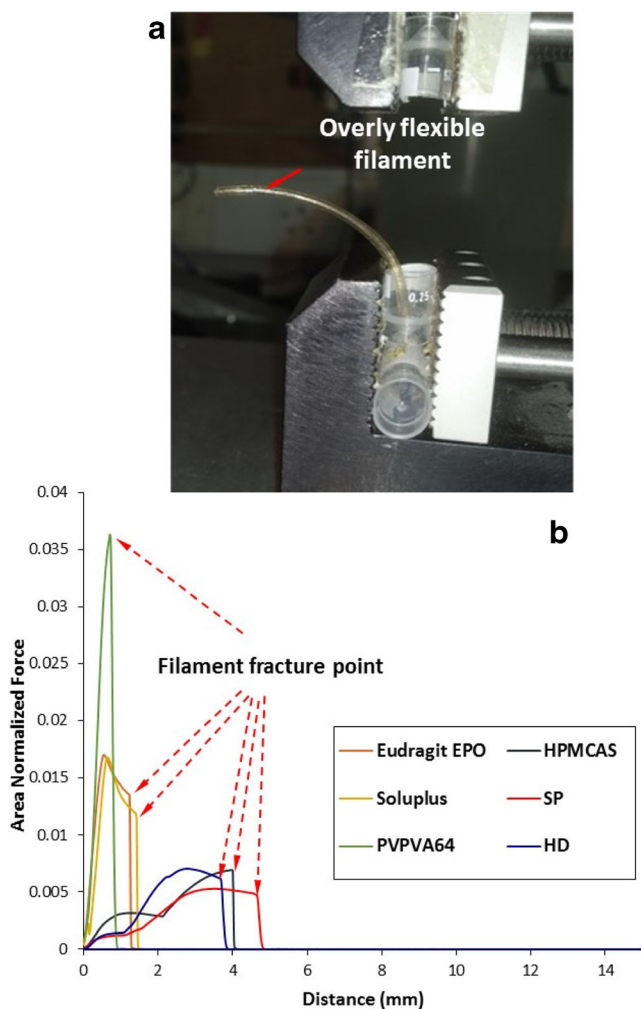 a
Overly flexible
filament
0,25
b
0.04
0.035
0.03
0.025
0.02
0.015
0.01
0.005
0
Area Normalized Force
Filament fracture point
Eudragit EPO
HPMCAS
Soluplus
SP
PVPVA64
HD
0
2
4
6
8
10
12
14
Distance (mm)